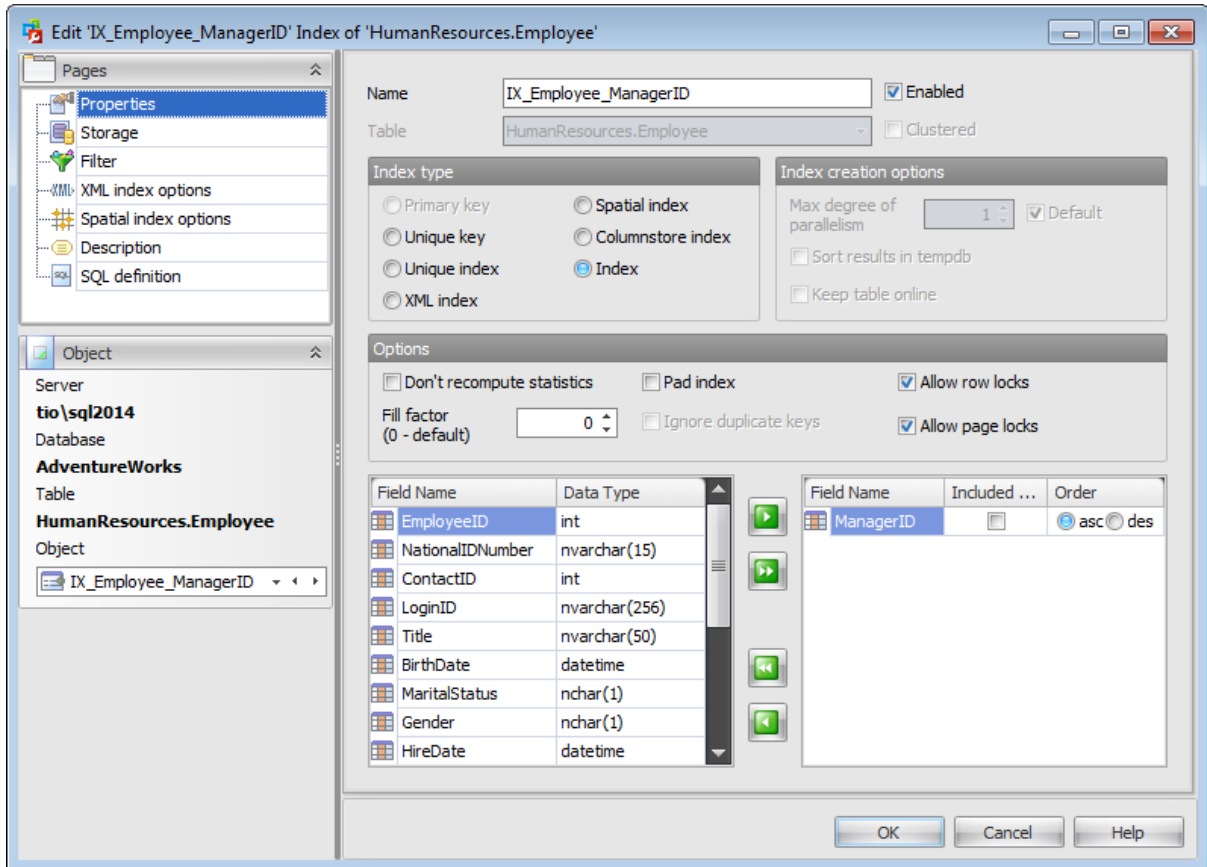 Edit 'IX_Employee_ManagerID' Index of 'HumanResources.Employee'
Pages
Properties
Storage
Filter
XML XML index options
Spatial index options
Description
SQL SQL definition
Object
Server
tio\sql2014
Database
AdventureWorks
Table
HumanResources.Employee
Object
IX_Employee_ManagerID
Name IX_Employee_ManagerID Enabled
Table HumanResources.Employee Clustered
Index type
Primary key Spatial index
Unique key Columnstore index
Unique index Index
XML index
Index creation options
Max degree of
parallelism 1 Default
Sort results in tempdb
Keep table online
Options
Don't recompute statistics Pad index Allow row locks
Fill factor
(0 - default) 0 Ignore duplicate keys Allow page locks
Field Name Data Type
EmployeeID int
NationalIDNumber nvarchar(15)
ContactID int
LoginID nvarchar(256)
Title nvarchar(50)
BirthDate datetime
MaritalStatus nchar(1)
Gender nchar(1)
HireDate datetime
Field Name Included ... Order
ManagerID asc des
OK Cancel Help